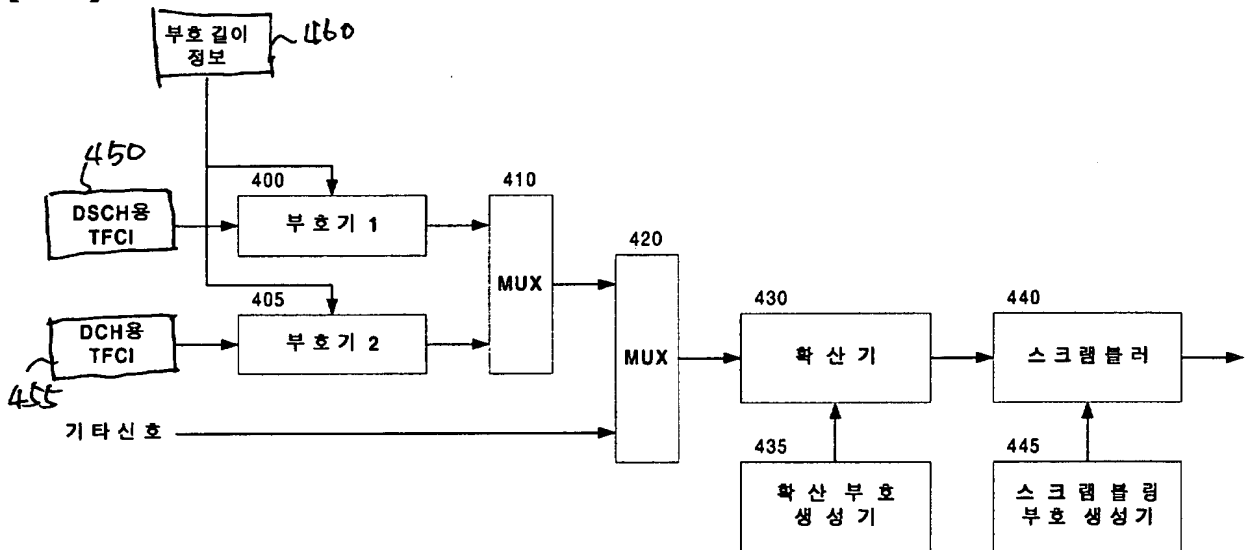 부호 길이
정보
460
450
DSCH용
TFCI
400
부 호 기 1
410
MUX
420
MUX
405
부 호 기 2
DCH용
TFCI
455
기 타 신 호
430
확 산 기
440
스 크 램 블 러
435
확 산 부 호
생 성 기
445
스 크 램 블 링
부 호 생 성 기